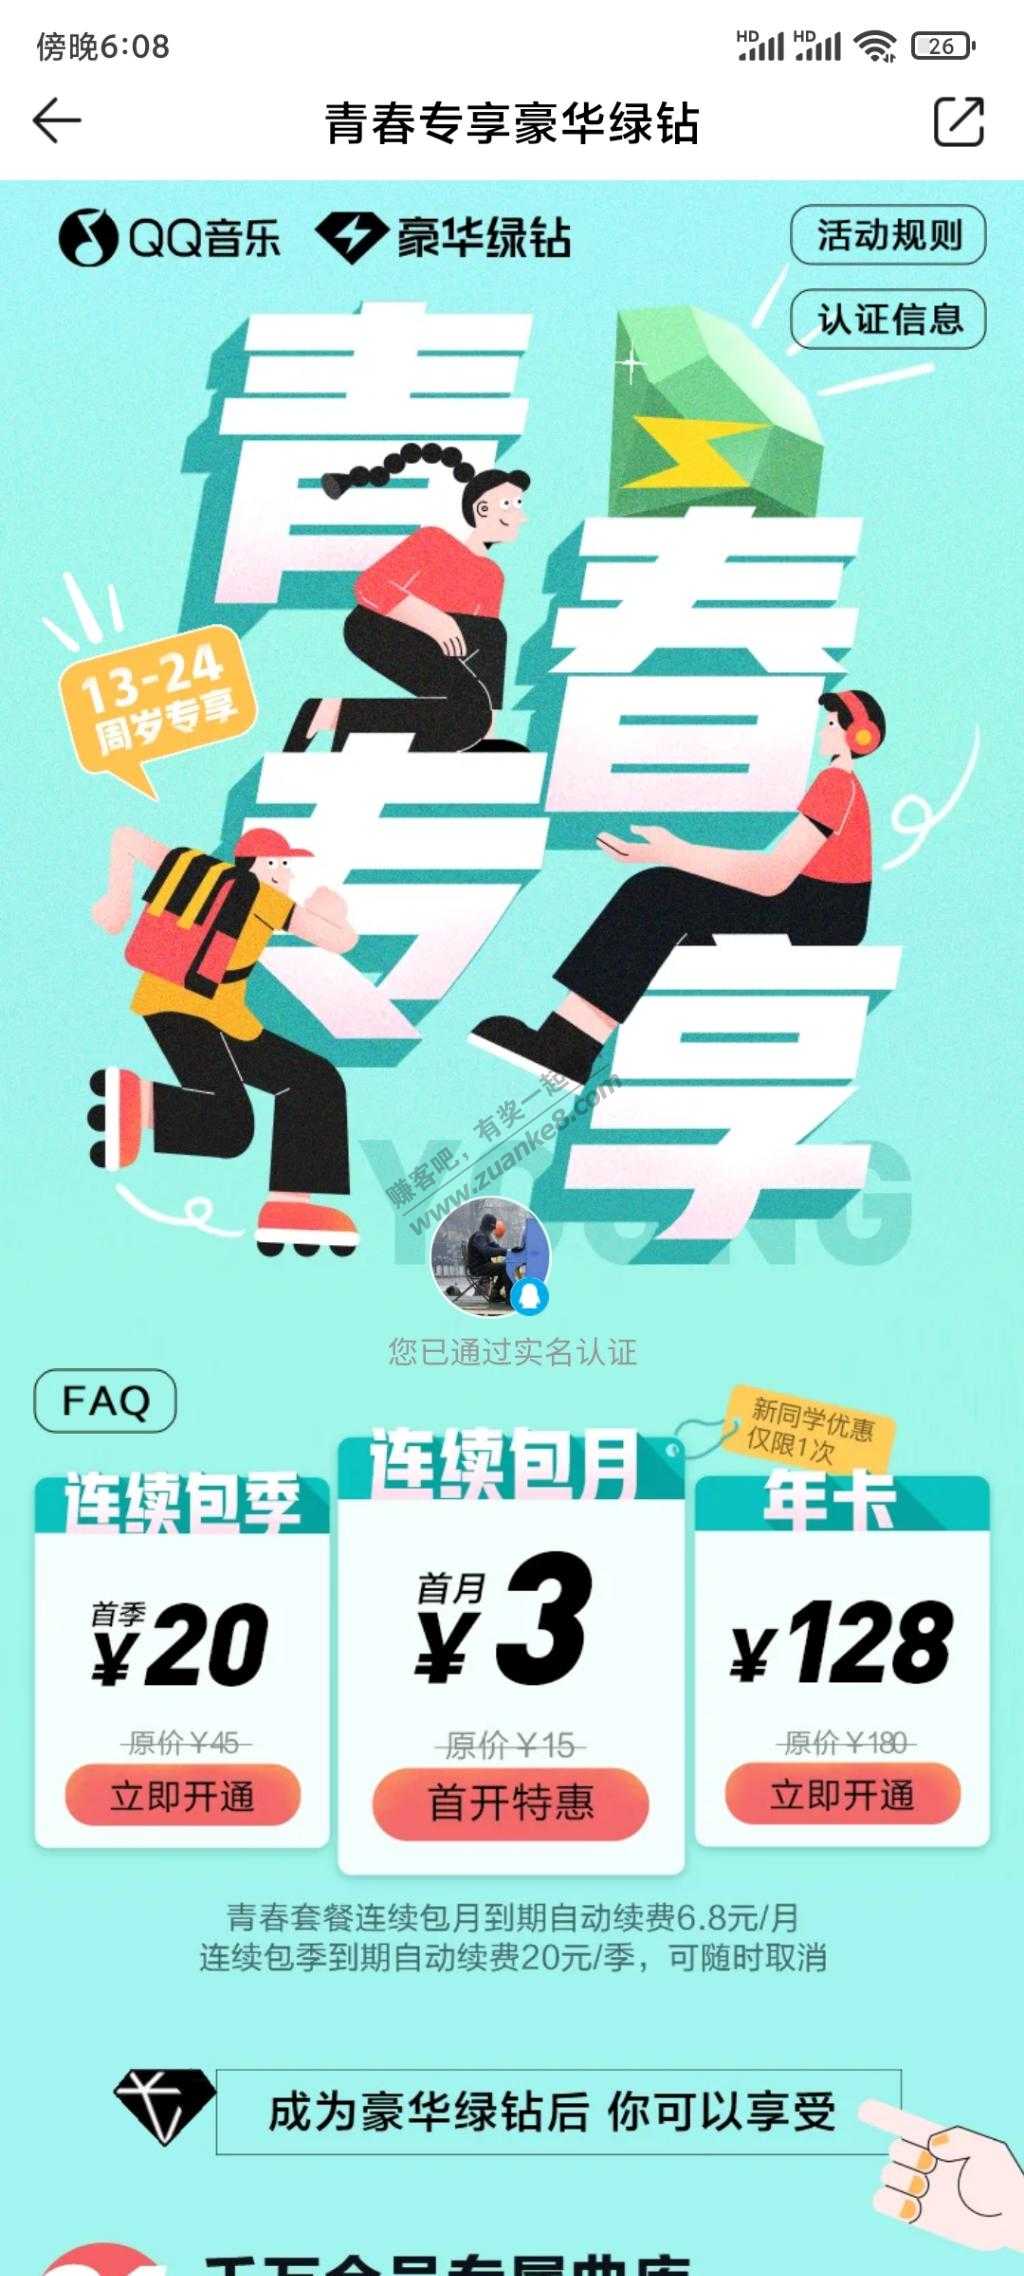 傍晚6:08
HD HD 26
青春专享豪华绿钻
QQ音乐 豪华绿钻
活动规则
认证信息
青春专享
13-24
周岁专享
YOUNG
赚客吧，有奖一起
www.zuanke8.com
您已通过实名认证
FAQ
新同学优惠
仅限1次
连续包季
首季
¥20
原价¥45
立即开通
连续包月
首月
¥3
原价¥15
首开特惠
年卡
¥128
原价¥180
立即开通
青春套餐连续包月到期自动续费6.8元/月
连续包季到期自动续费20元/季，可随时取消
成为豪华绿钻后 你可以享受